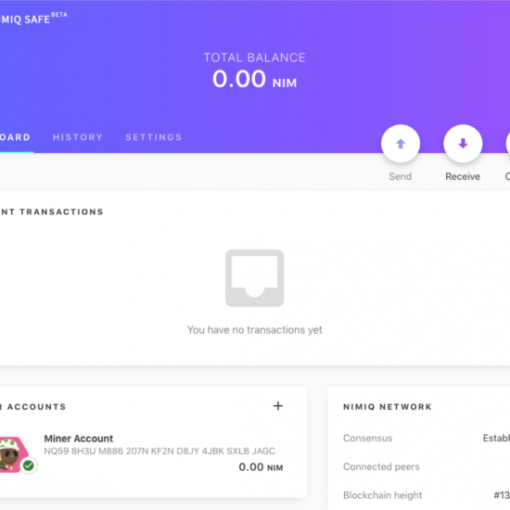 IMIQ SAFE BETA
TOTAL BALANCE
0.00 NIM
OARD HISTORY SETTINGS
Send Receive
NT TRANSACTIONS
You have no transactions yet
R ACCOUNTS +
Miner Account
NQ59 8H3U M886 207N KF2N D8JY 4JBK SXLB JAGC
0.00 NIM
NIMIQ NETWORK
Consensus Establ
Connected peers
Blockchain height #13